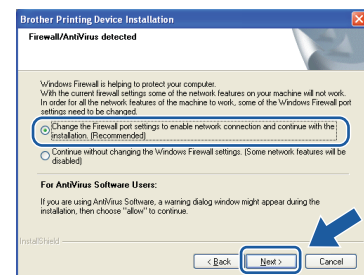 Brother Printing Device Installation
Firewall/AntiVirus detected
Windows Firewall is helping to protect your computer.
With the current firewall settings some of the network features on your machine will not work.
In order for all the network features of the machine to work, some of the Windows Firewall port
settings need to be changed.
Change the Firewall port settings to enable network connection and continue with the
installation. (Recommended)
Continue without changing the Windows Firewall settings. (Some network features will be
disabled)
For AntiVirus Software Users:
If you are using AntiVirus Software, a warning dialog window might appear during the
installation, then choose "allow" to continue.
InstallShield
< Back
Next >
Cancel